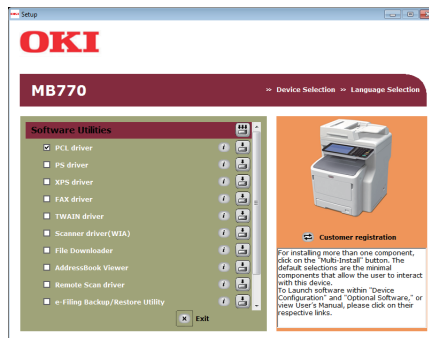 OKI Setup
OKI
MB770
» Device Selection » Language Selection
Software Utilities
PCL driver
PS driver
XPS driver
FAX driver
TWAIN driver
Scanner driver(WIA)
File Downloader
AddressBook Viewer
Remote Scan driver
e-Filing Backup/Restore Utility
Exit
Customer registration
For installing more than one component,
click on the "Multi-Install" button. The
default selections are the minimal
components that allow the user to interact
with this device.
To Launch software within "Device
Configuration" and "Optional Software," or
view User's Manual, please click on their
respective links.